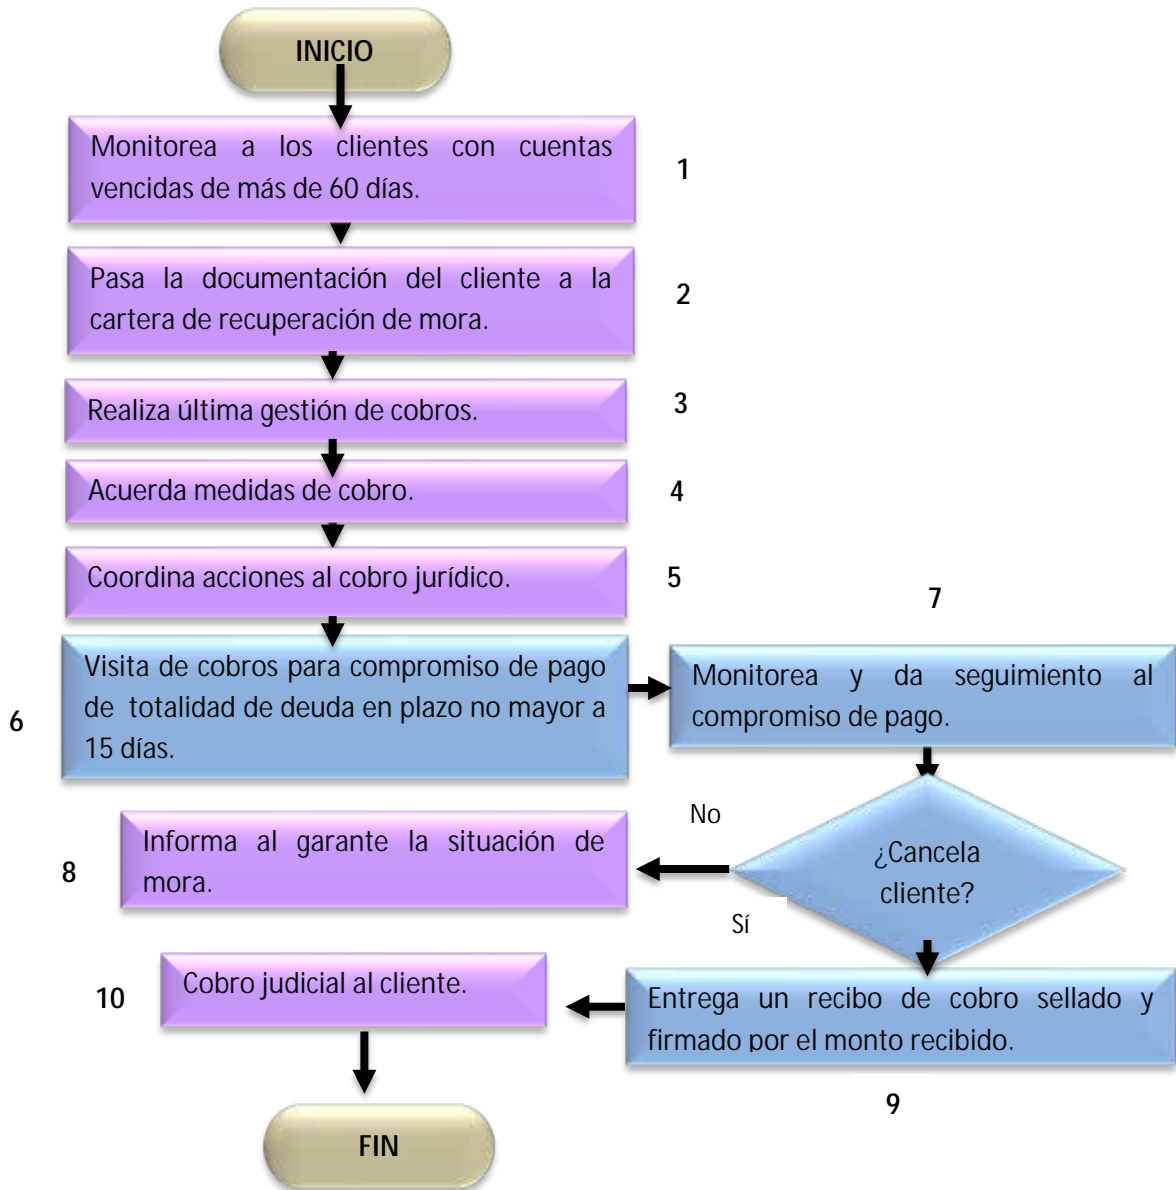 INICIO
Monitorea a los clientes con cuentas
vencidas de más de 60 días.
1
Pasa la documentación del cliente a la
cartera de recuperación de mora.
2
Realiza última gestión de cobros.
3
Acuerda medidas de cobro.
4
Coordina acciones al cobro jurídico.
5
Visita de cobros para compromiso de pago
de totalidad de deuda en plazo no mayor a
15 días.
6
7
Monitorea y da seguimiento al
compromiso de pago.
¿Cancela
cliente?
No
Sí
Informa al garante la situación de
mora.
8
Entrega un recibo de cobro sellado y
firmado por el monto recibido.
9
Cobro judicial al cliente.
10
FIN